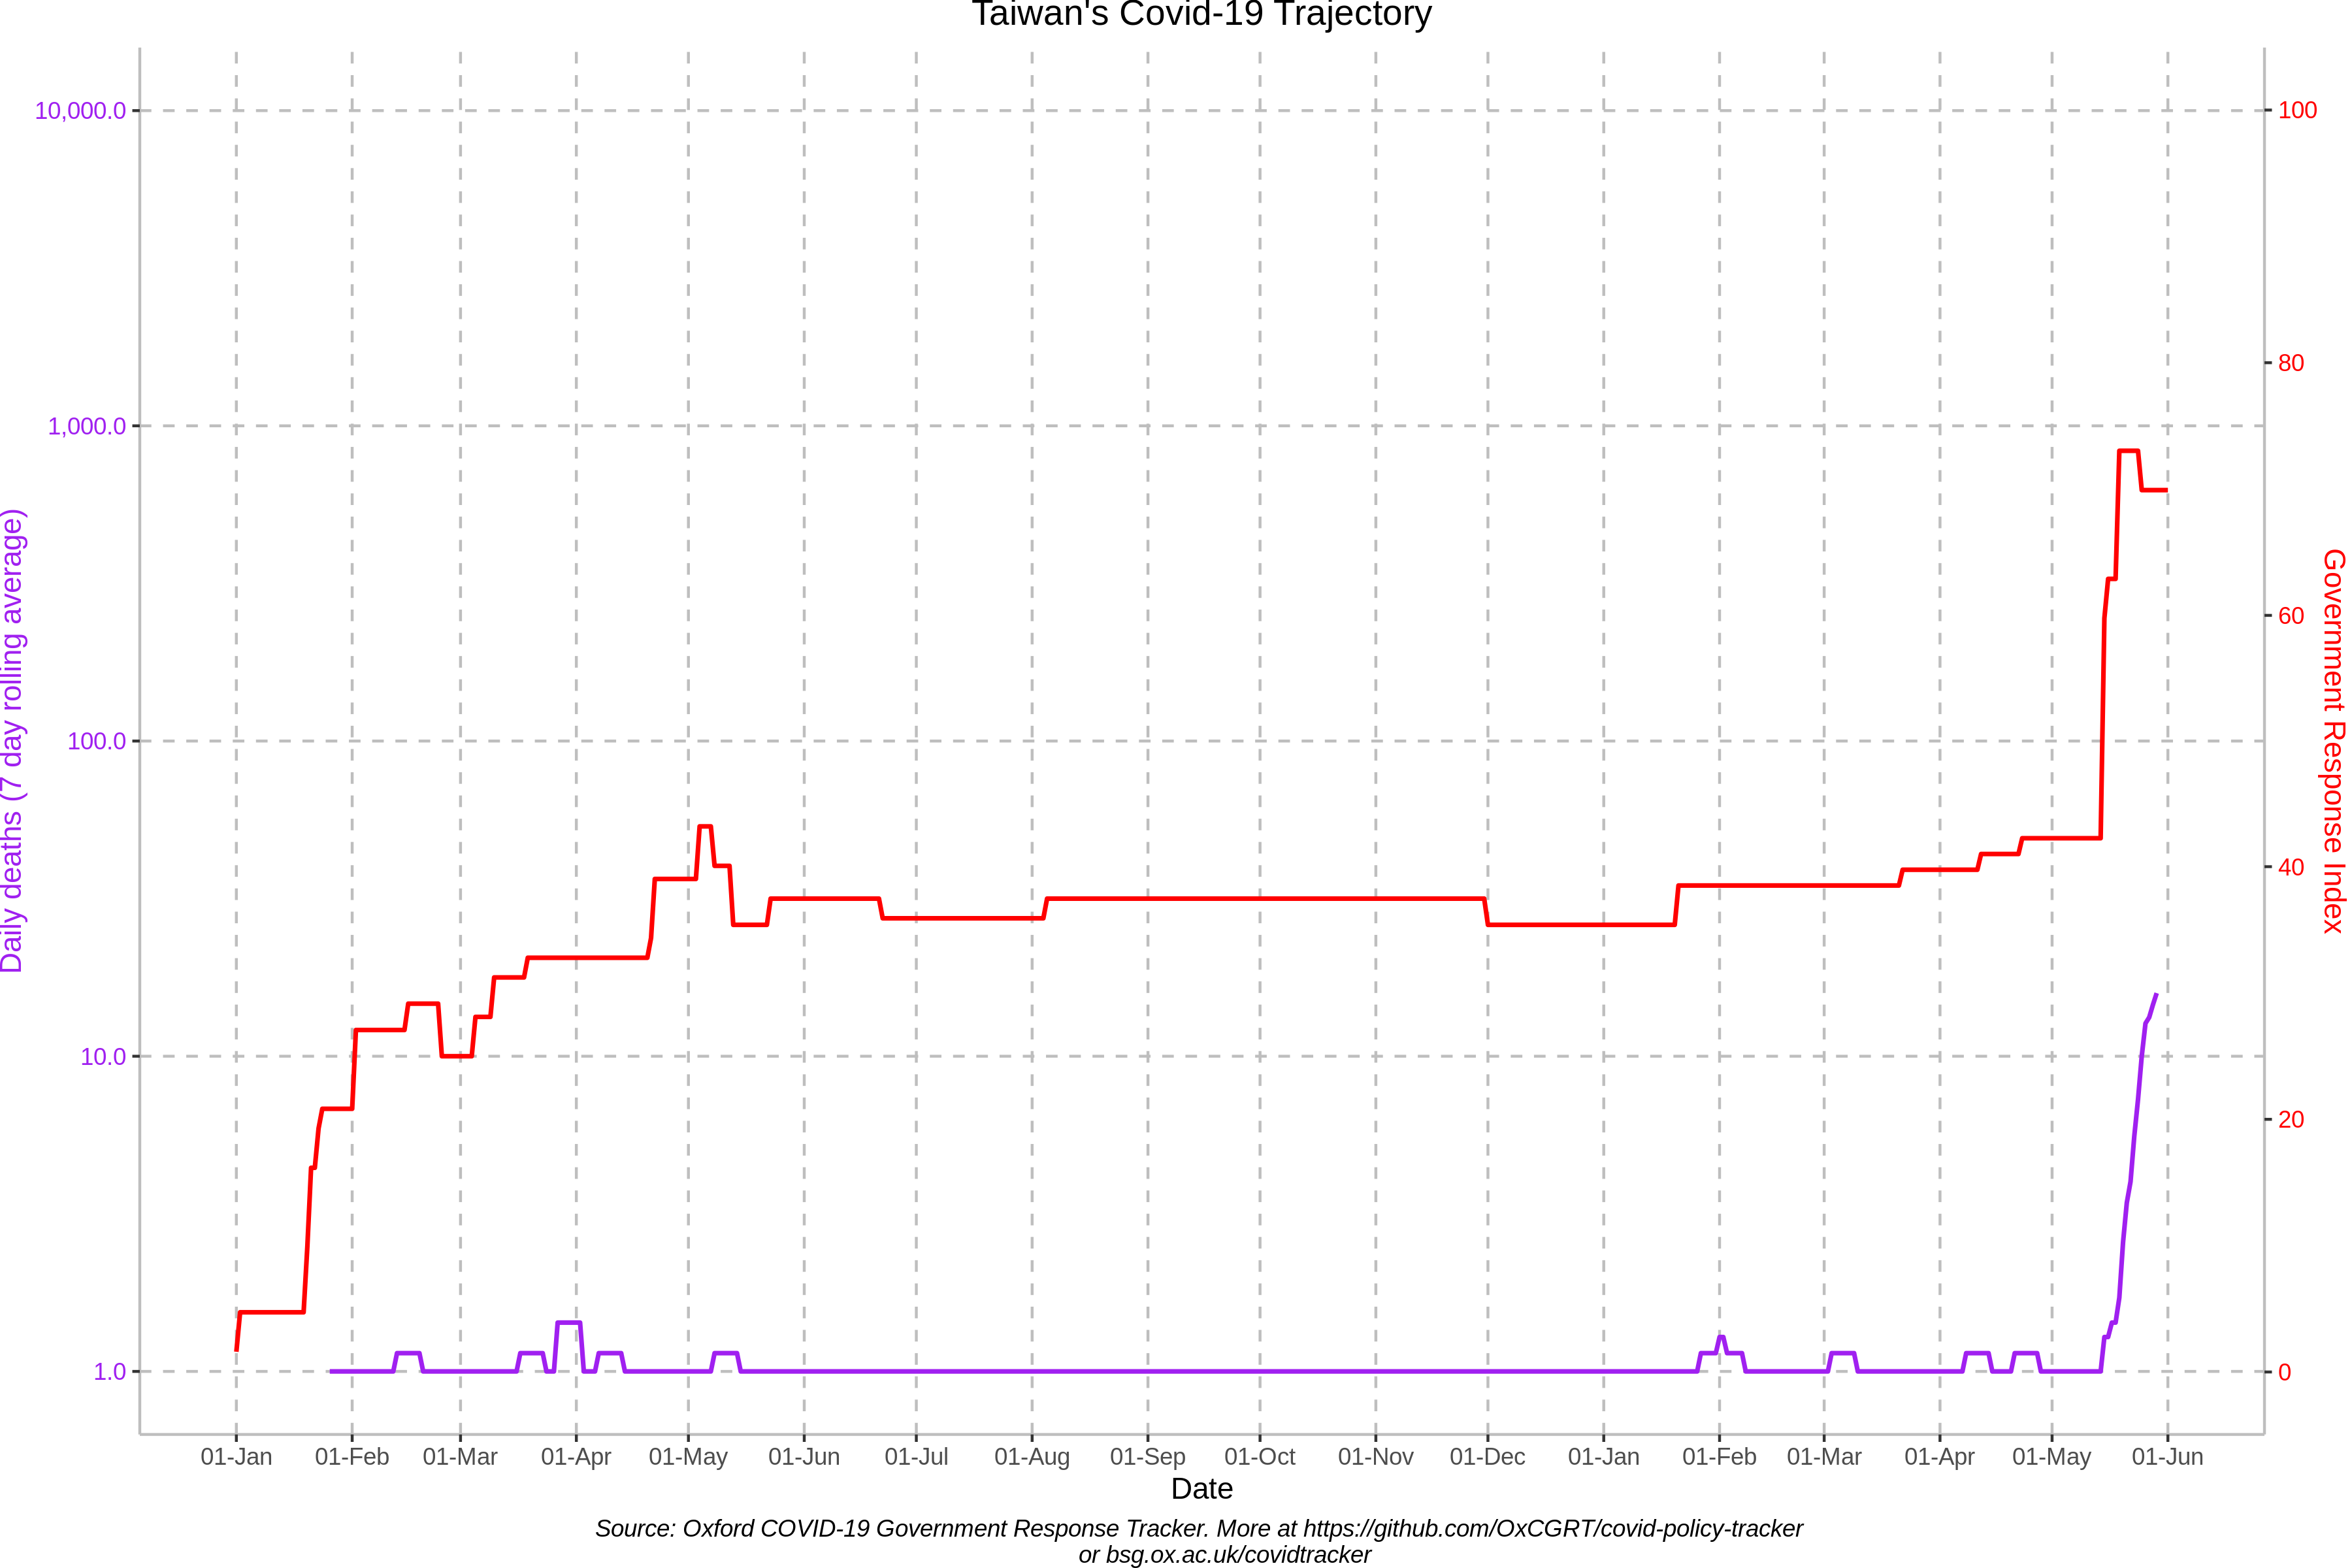 Taiwan's Covid-19 Trajectory
10,000.0
1,000.0
100.0
10.0
1.0
Daily deaths (7 day rolling average)
100
80
60
40
20
0
Government Response Index
01-Jan 01-Feb 01-Mar 01-Apr 01-May 01-Jun 01-Jul 01-Aug 01-Sep 01-Oct 01-Nov 01-Dec 01-Jan 01-Feb 01-Mar 01-Apr 01-May 01-Jun
Date
Source: Oxford COVID-19 Government Response Tracker. More at https://github.com/OxCGRT/covid-policy-tracker
or bsg.ox.ac.uk/covidtracker